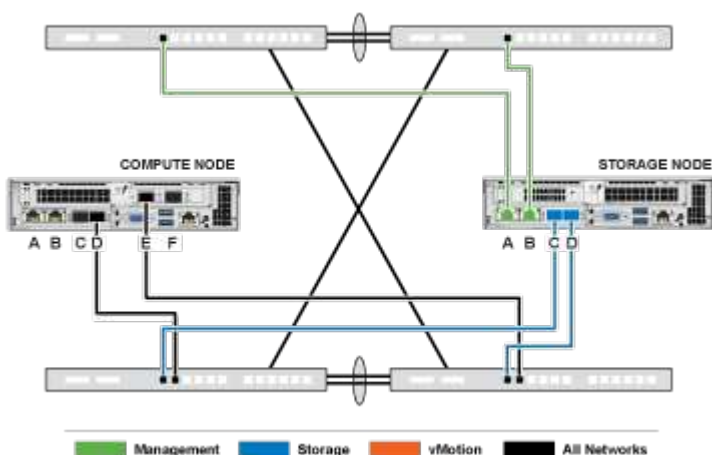 COMPUTE NODE
STORAGE NODE
A B C D E F
A B C D
Management Storage vMotion All Networks